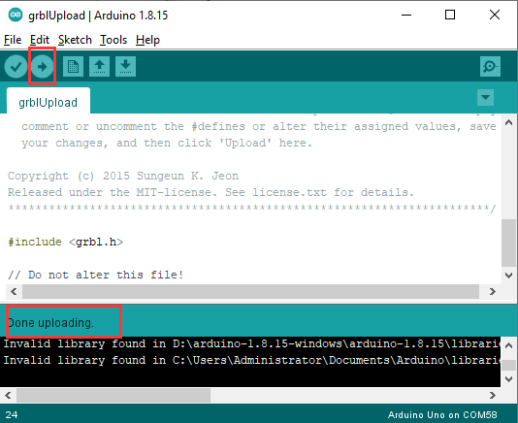 grblUpload | Arduino 1.8.15
File Edit Sketch Tools Help
grblUpload
comment or uncomment the #defines or alter their assigned values, save
your changes, and then click 'Upload' here.
Copyright (c) 2015 Sungeun K. Jeon
Released under the MIT-license. See license.txt for details.
***********************************************************************/
#include <grbl.h>
// Do not alter this file!
Done uploading.
Invalid library found in D:\arduino-1.8.15-windows\arduino-1.8.15\librari
Invalid library found in C:\Users\Administrator\Documents\Arduino\librari
24 Arduino Uno on COM58